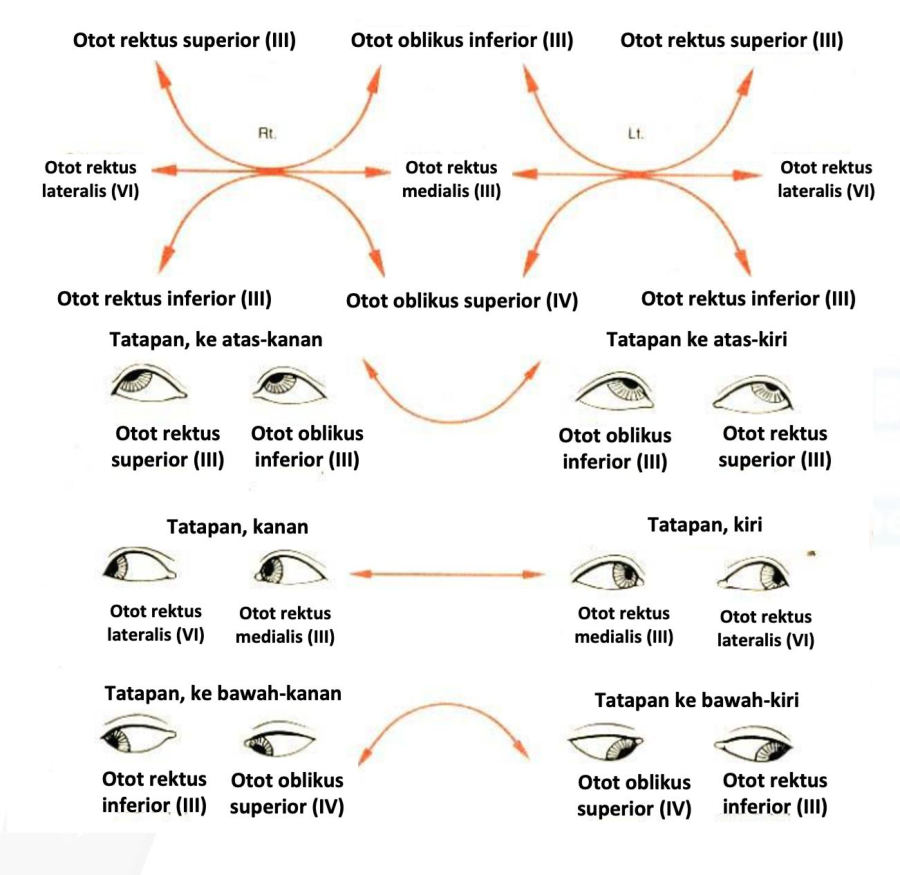 Otot rektus superior (III)
Otot oblikus inferior (III)
Otot rektus superior (III)
Rt.
Lt.
Otot rektus
lateralis (VI)
Otot rektus
medialis (III)
Otot rektus
lateralis (VI)
Otot rektus inferior (III)
Otot oblikus superior (IV)
Otot rektus inferior (III)
Tatapan, ke atas-kanan
Tatapan ke atas-kiri
Otot rektus
superior (III)
Otot oblikus
inferior (III)
Otot oblikus
inferior (III)
Otot rektus
superior (III)
Tatapan, kanan
Tatapan, kiri
Otot rektus
lateralis (VI)
Otot rektus
medialis (III)
Otot rektus
medialis (III)
Otot rektus
lateralis (VI)
Tatapan, ke bawah-kanan
Tatapan ke bawah-kiri
Otot rektus
inferior (III)
Otot oblikus
superior (IV)
Otot oblikus
superior (IV)
Otot rektus
inferior (III)